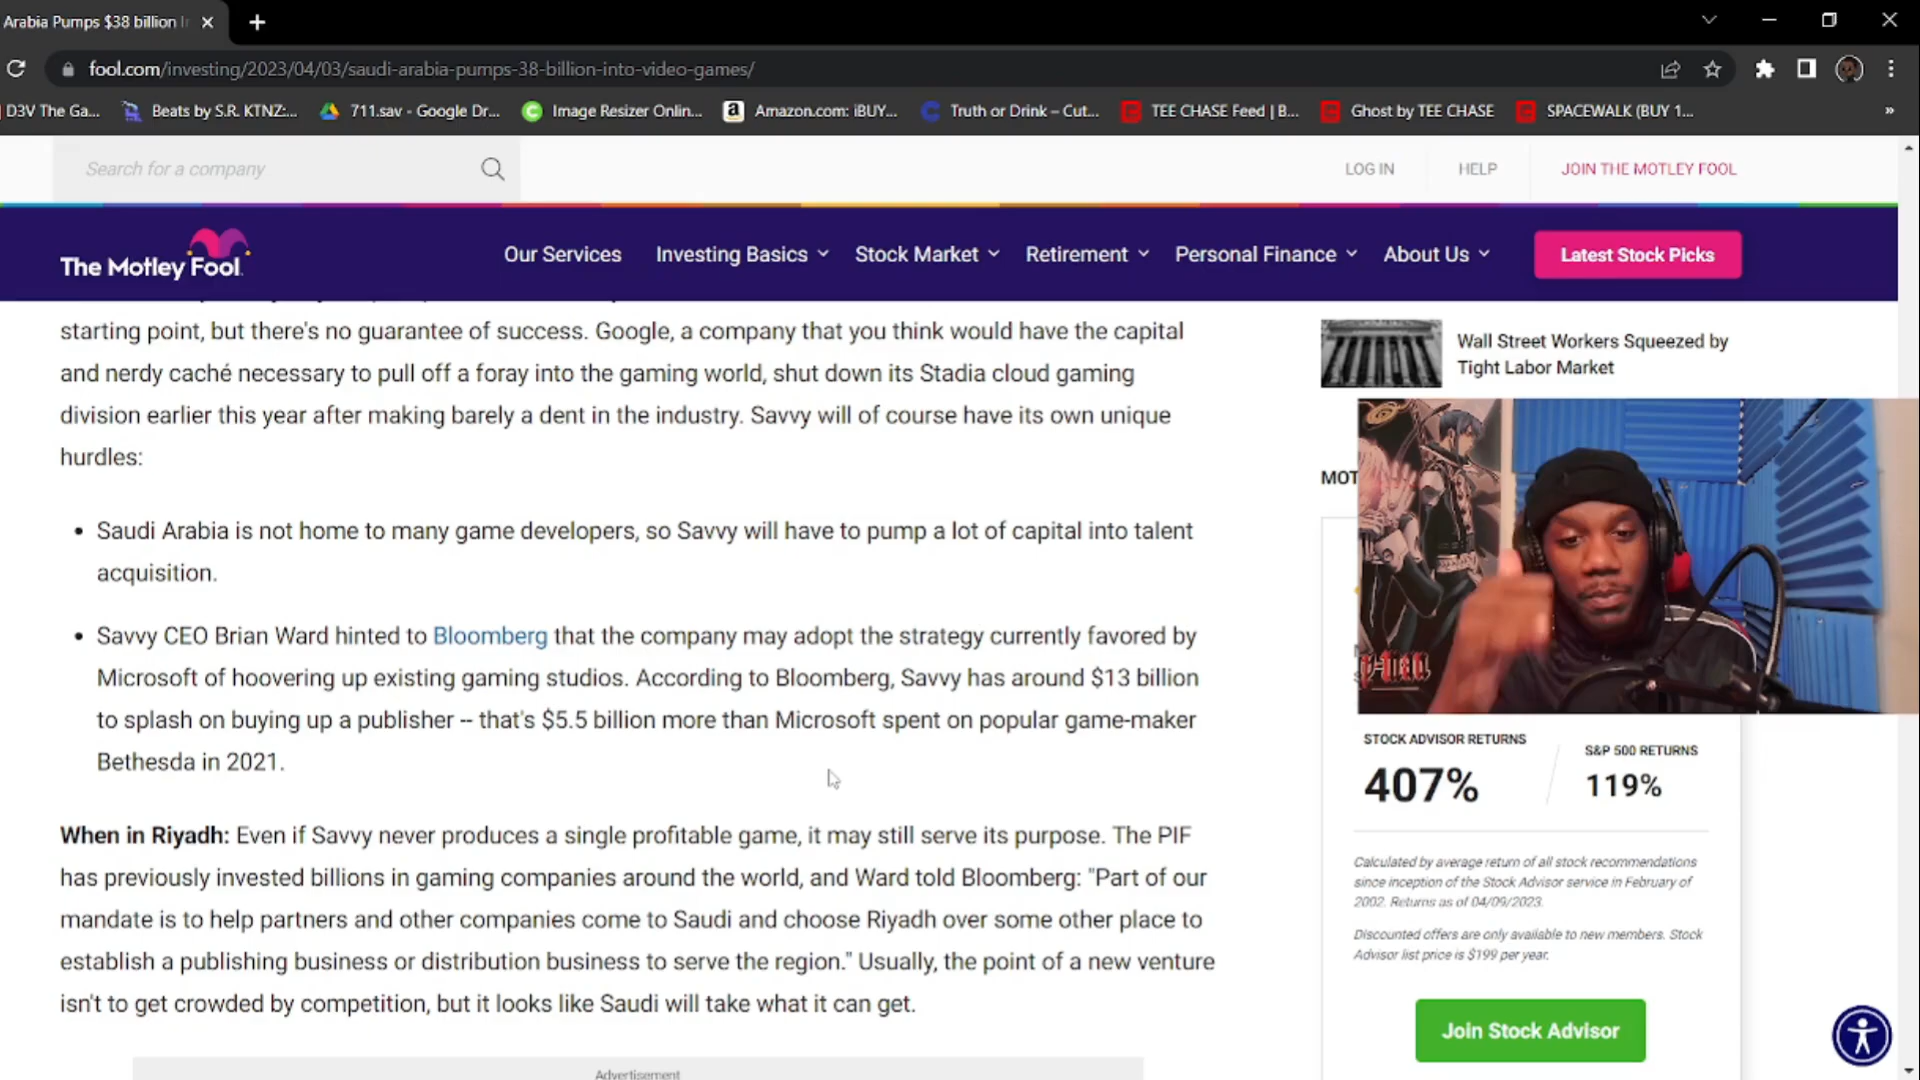 Arabia Pumps $38 billion
fool.com/investing/2023/04/03/saudi-arabia-pumps-38-billion-into-video-games/
D3V The Ga...
Beats by S.R. KTNZ:...
711.sav - Google Dr...
Image Resizer Onlin...
Amazon.com: iBUY...
Truth or Drink – Cut...
TEE CHASE Feed | B...
Ghost by TEE CHASE
SPACEWALK (BUY 1...
»
Search for a company
LOG IN
HELP
JOIN THE MOTLEY FOOL
The Motley Fool.
Our Services
Investing Basics
Stock Market
Retirement
Personal Finance
About Us
Latest Stock Picks
starting point, but there's no guarantee of success. Google, a company that you think would have the capital
and nerdy caché necessary to pull off a foray into the gaming world, shut down its Stadia cloud gaming
division earlier this year after making barely a dent in the industry. Savvy will of course have its own unique
hurdles:
• Saudi Arabia is not home to many game developers, so Savvy will have to pump a lot of capital into talent
acquisition.
• Savvy CEO Brian Ward hinted to Bloomberg that the company may adopt the strategy currently favored by
Microsoft of hoovering up existing gaming studios. According to Bloomberg, Savvy has around $13 billion
to splash on buying up a publisher -- that's $5.5 billion more than Microsoft spent on popular game-maker
Bethesda in 2021.
When in Riyadh: Even if Savvy never produces a single profitable game, it may still serve its purpose. The PIF
has previously invested billions in gaming companies around the world, and Ward told Bloomberg: "Part of our
mandate is to help partners and other companies come to Saudi and choose Riyadh over some other place to
establish a publishing business or distribution business to serve the region." Usually, the point of a new venture
isn't to get crowded by competition, but it looks like Saudi will take what it can get.
Advertisement
Wall Street Workers Squeezed by
Tight Labor Market
MOT
STOCK ADVISOR RETURNS
407%
S&P 500 RETURNS
119%
Calculated by average return of all stock recommendations
since inception of the Stock Advisor service in February of
2002. Returns as of 04/09/2023.
Discounted offers are only available to new members. Stock
Advisor list price is $199 per year.
Join Stock Advisor